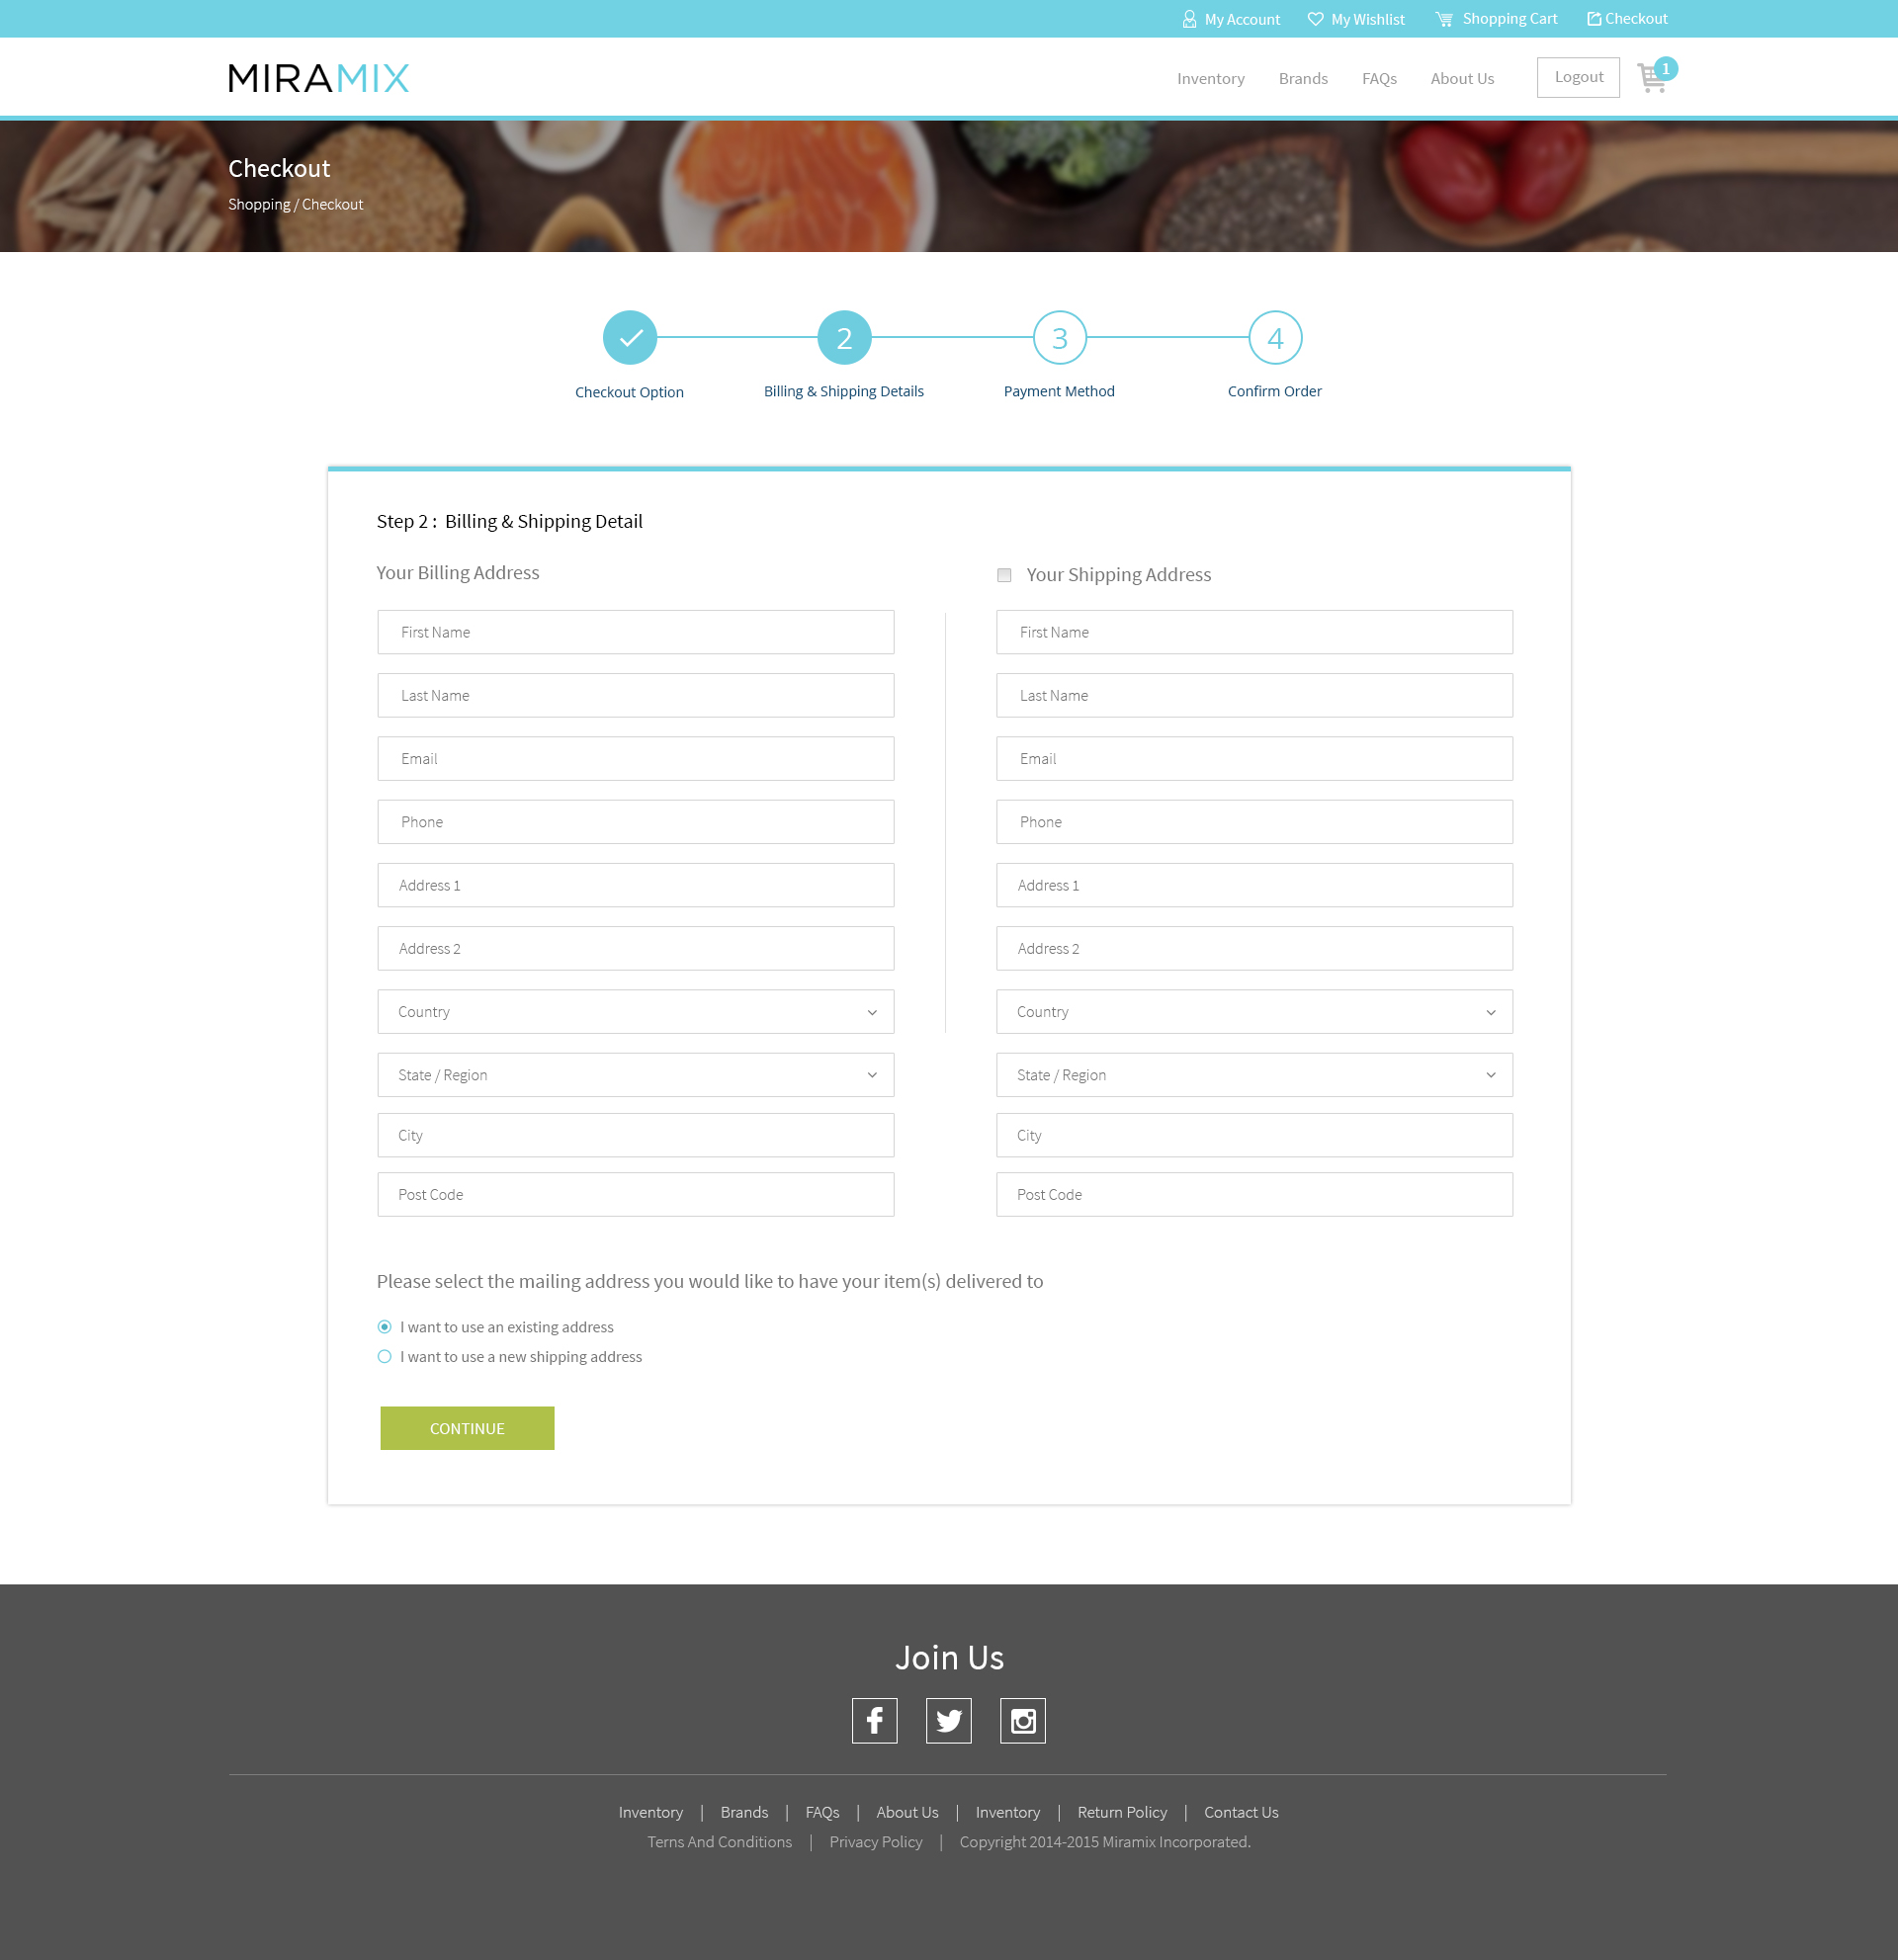 My Account My Wishlist Shopping Cart Checkout
MIRAMIX
Inventory Brands FAQs About Us Logout 1
Checkout
Shopping / Checkout
2 3 4
Checkout Option Billing & Shipping Details Payment Method Confirm Order
Step 2 : Billing & Shipping Detail
Your Billing Address
Your Shipping Address
First Name First Name
Last Name Last Name
Email Email
Phone Phone
Address 1 Address 1
Address 2 Address 2
Country Country
State / Region State / Region
City City
Post Code Post Code
Please select the mailing address you would like to have your item(s) delivered to
I want to use an existing address
I want to use a new shipping address
CONTINUE
Join Us
Inventory | Brands | FAQs | About Us | Inventory | Return Policy | Contact Us
Terns And Conditions | Privacy Policy | Copyright 2014-2015 Miramix Incorporated.